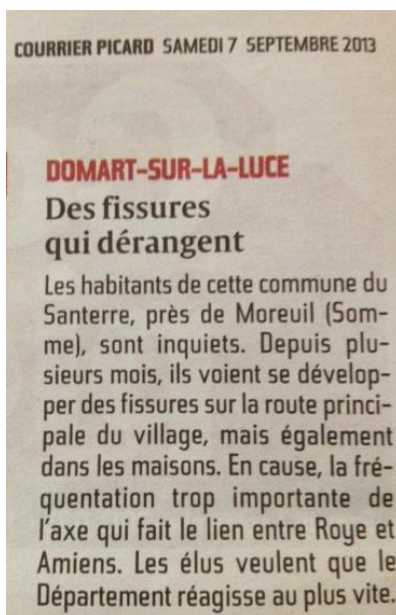 COURRIER PICARD SAMEDI 7 SEPTEMBRE 2013
DOMART-SUR-LA-LUCE
Des fissures
qui dérangent
Les habitants de cette commune du
Santerre, près de Moreuil (Som-
me), sont inquiets. Depuis plu-
sieurs mois, ils voient se dévelop-
per des fissures sur la route princi-
pale du village, mais également
dans les maisons. En cause, la fré-
quentation trop importante de
l'axe qui fait le lien entre Roye et
Amiens. Les élus veulent que le
Département réagisse au plus vite.